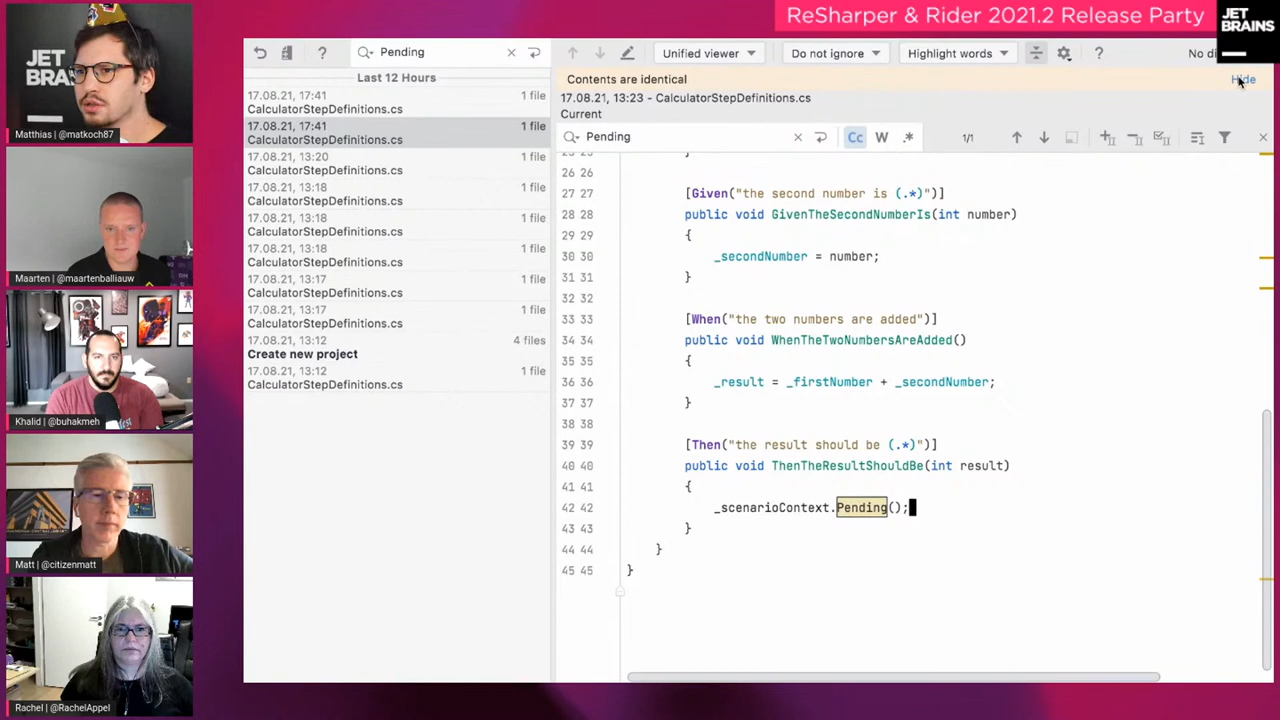 ReSharper & Rider 2021.2 Release Party
JET
BRAINS
JET
BRAINS
Matthias | @matkoch87
Maarten | @maartenballiauw
Khalid | @buhakmeh
Matt | @citizenmatt
Rachel | @RachelAppel
Pending
Last 12 Hours
17.08.21, 17:41 1 file
CalculatorStepDefinitions.cs
17.08.21, 17:41 1 file
CalculatorStepDefinitions.cs
17.08.21, 13:20 1 file
CalculatorStepDefinitions.cs
17.08.21, 13:18 1 file
CalculatorStepDefinitions.cs
17.08.21, 13:18 1 file
CalculatorStepDefinitions.cs
17.08.21, 13:18 1 file
CalculatorStepDefinitions.cs
17.08.21, 13:17 1 file
CalculatorStepDefinitions.cs
17.08.21, 13:17 1 file
CalculatorStepDefinitions.cs
17.08.21, 13:12 4 files
Create new project
17.08.21, 13:12 1 file
CalculatorStepDefinitions.cs
Unified viewer Do not ignore Highlight words ? No di
Contents are identical Hide
17.08.21, 13:23 - CalculatorStepDefinitions.cs
Current
Pending Cc W .* 1/1
26 26
27 27 [Given("the second number is (.*)")]
28 28 public void GivenTheSecondNumberIs(int number)
29 29 {
30 30 _secondNumber = number;
31 31 }
32 32
33 33 [When("the two numbers are added")]
34 34 public void WhenTheTwoNumbersAreAdded()
35 35 {
36 36 _result = _firstNumber + _secondNumber;
37 37 }
38 38
39 39 [Then("the result should be (.*)")]
40 40 public void ThenTheResultShouldBe(int result)
41 41 {
42 42 _scenarioContext.Pending();
43 43 }
44 44 }
45 45 }